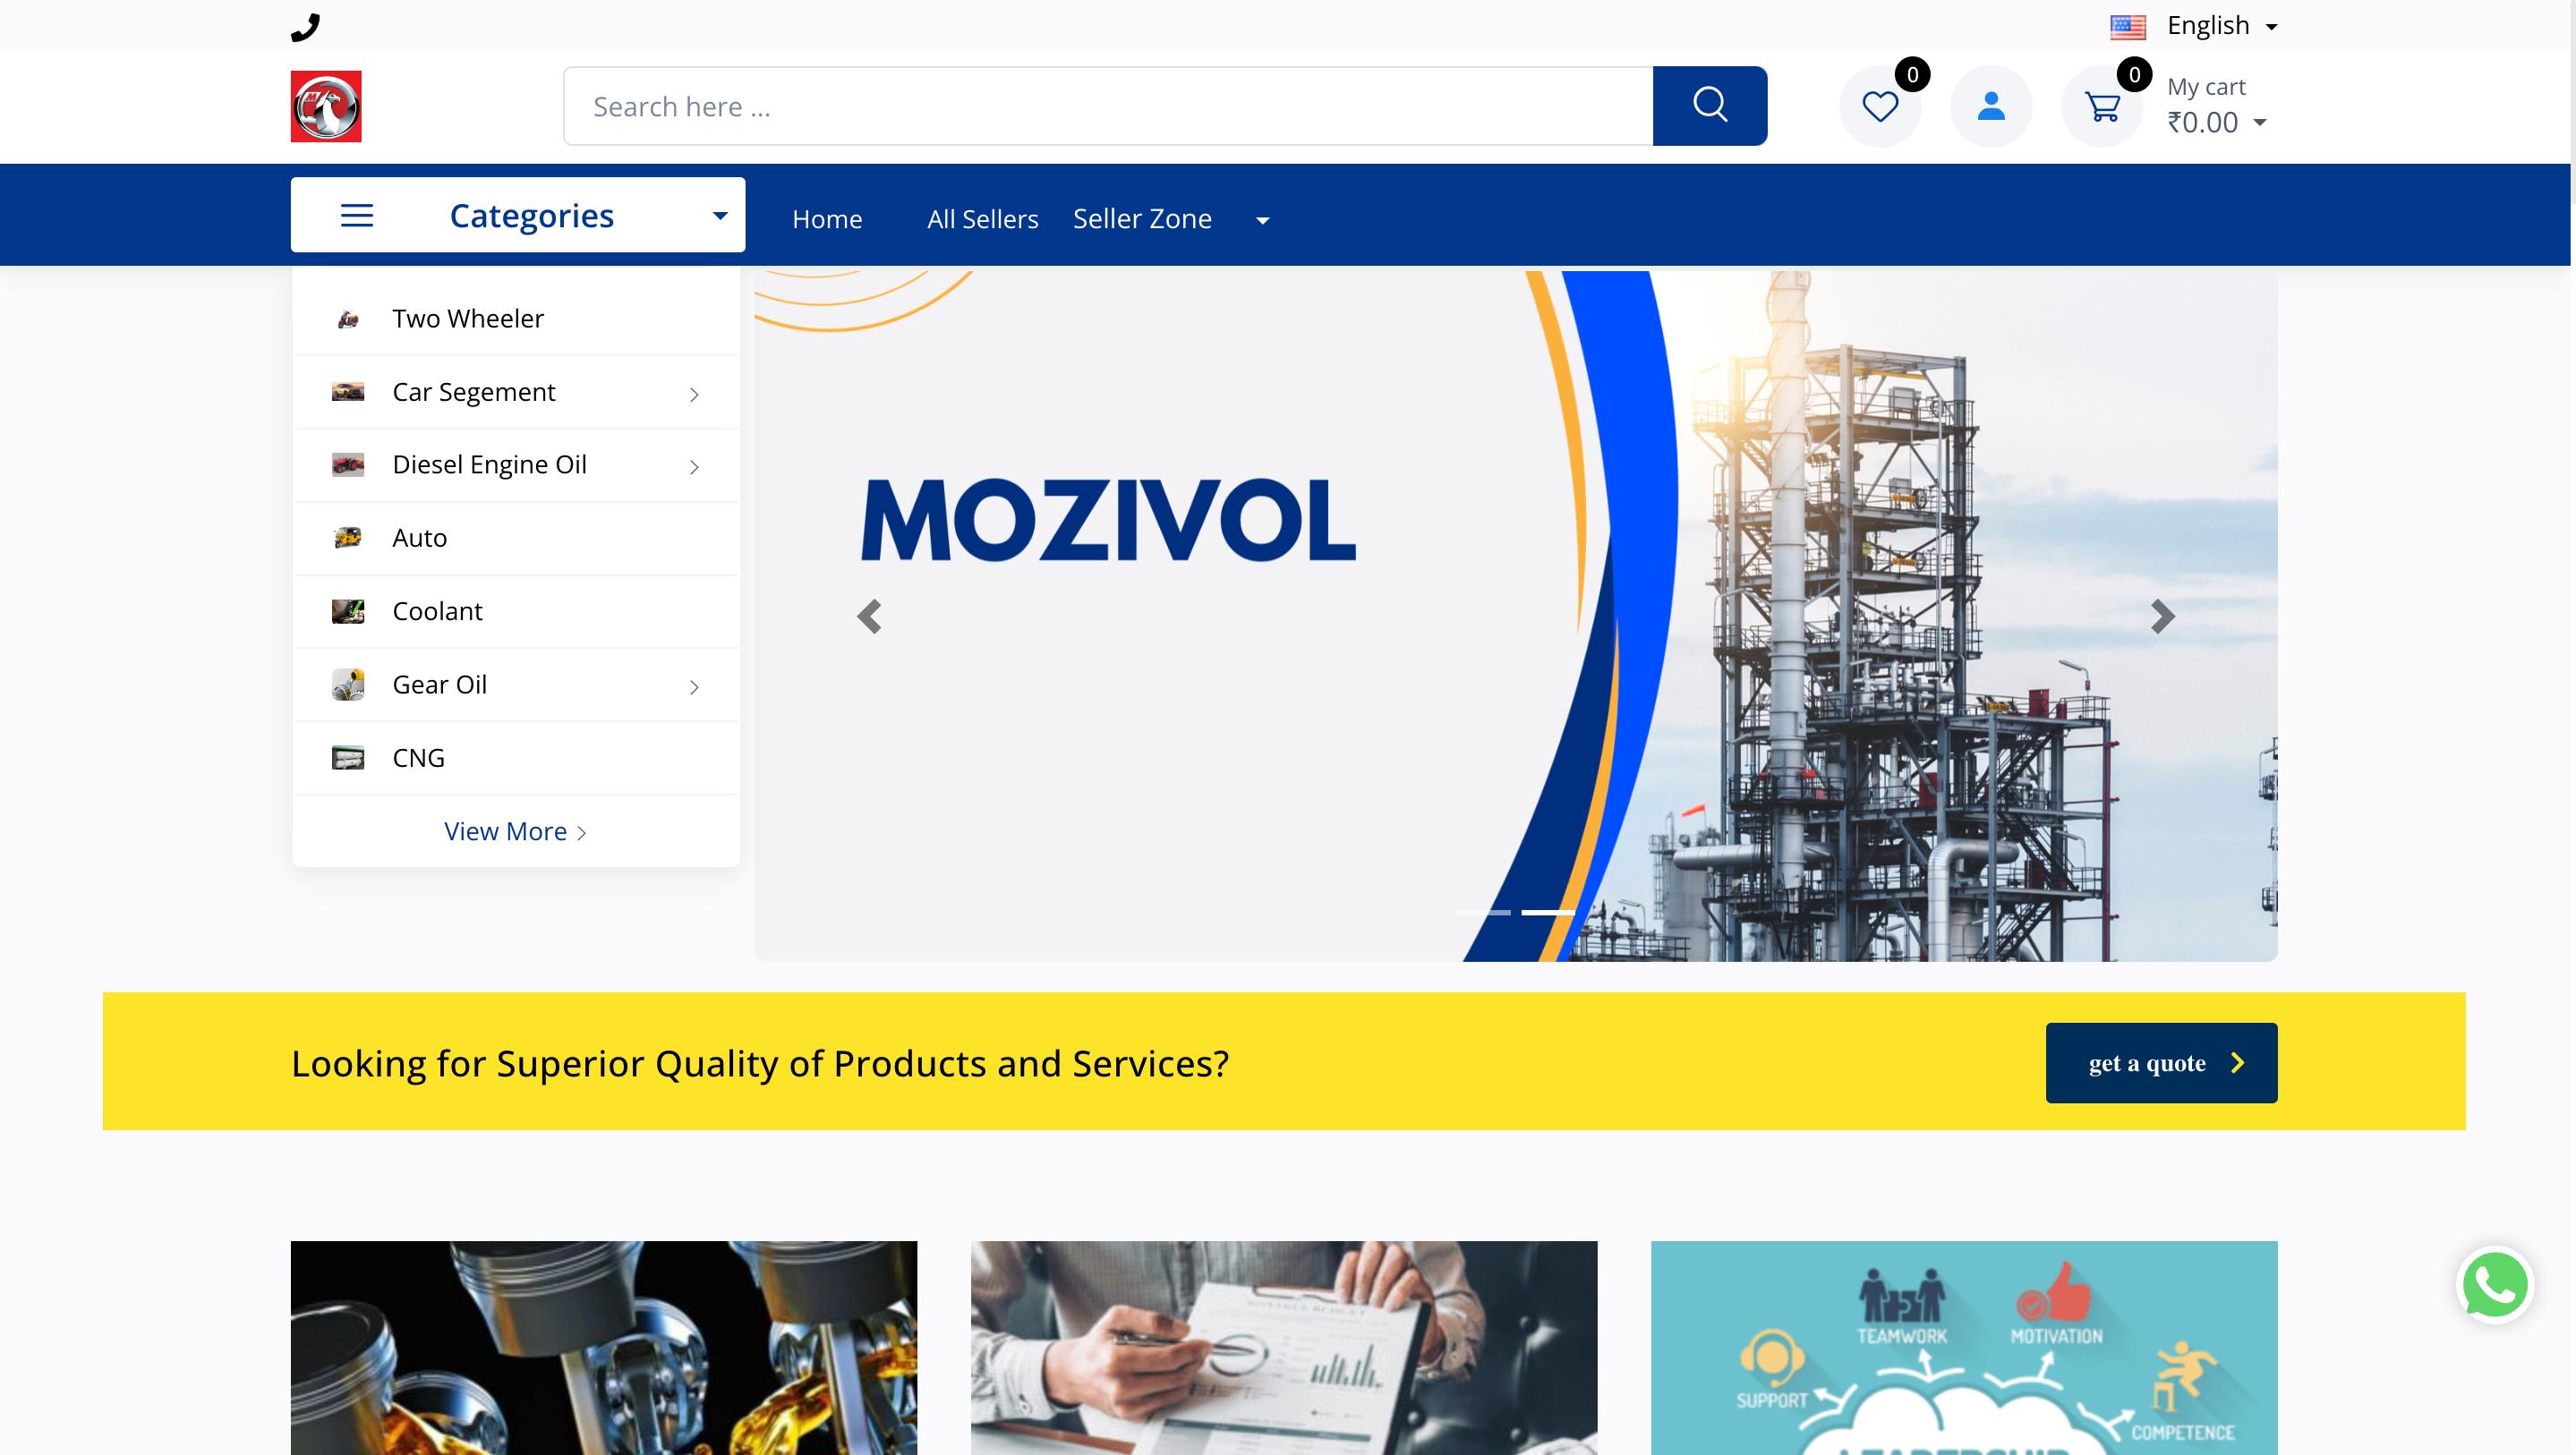 English
Search here ...
0
0
My cart
₹0.00
Categories
Home
All Sellers
Seller Zone
Two Wheeler
Car Segement
Diesel Engine Oil
Auto
Coolant
Gear Oil
CNG
View More
MOZIVOL
Looking for Superior Quality of Products and Services?
get a quote
TEAMWORK
MOTIVATION
SUPPORT
COMPETENCE
LEADERSHIP